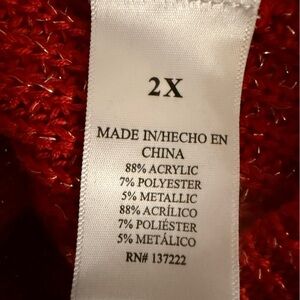 2X
MADE IN/HECHO EN
CHINA
88% ACRYLIC
7% POLYESTER
5% METALLIC
88% ACRÍLICO
7% POLIÉSTER
5% METÁLICO
RN# 137222